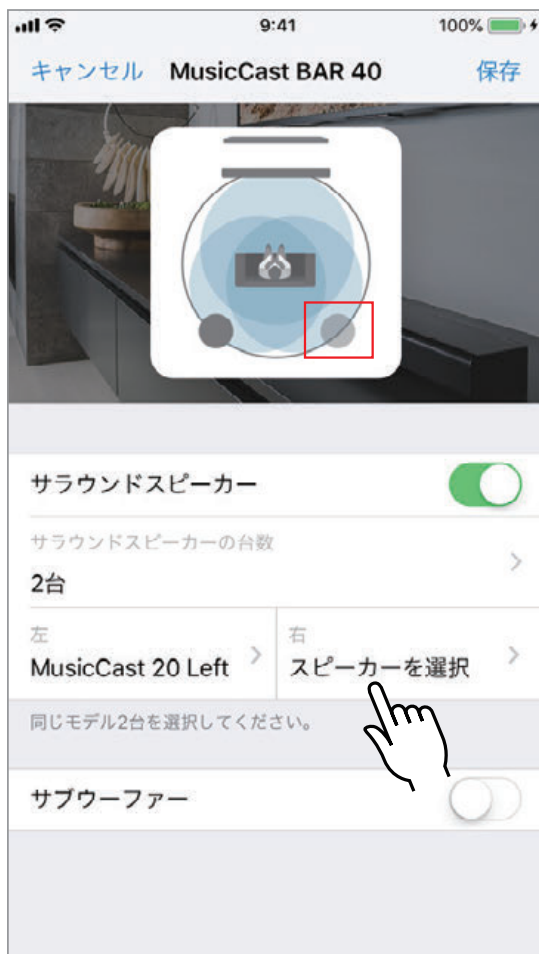 9:41
100%
キャンセル MusicCast BAR 40 保存
サラウンドスピーカー
サラウンドスピーカーの台数
2台
左
MusicCast 20 Left
右
スピーカーを選択
同じモデル2台を選択してください。
サブウーファー